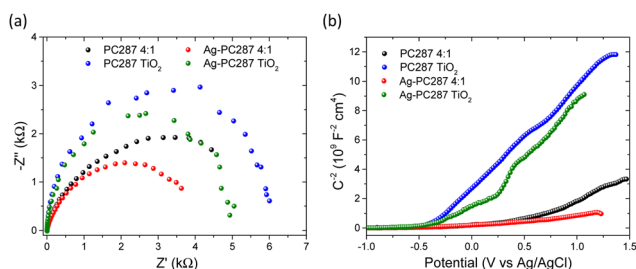 (a)
PC287 4:1
Ag-PC287 4:1
PC287 TiO₂
Ag-PC287 TiO₂
4
3
2
1
0
-Z'' (kΩ)
0 1 2 3 4 5 6 7
Z' (kΩ)
(b)
PC287 4:1
PC287 TiO₂
Ag-PC287 4:1
Ag-PC287 TiO₂
12
10
8
6
4
2
0
C⁻² (10⁹ F⁻² cm⁴)
-1.0 -0.5 0.0 0.5 1.0 1.5
Potential (V vs Ag/AgCl)